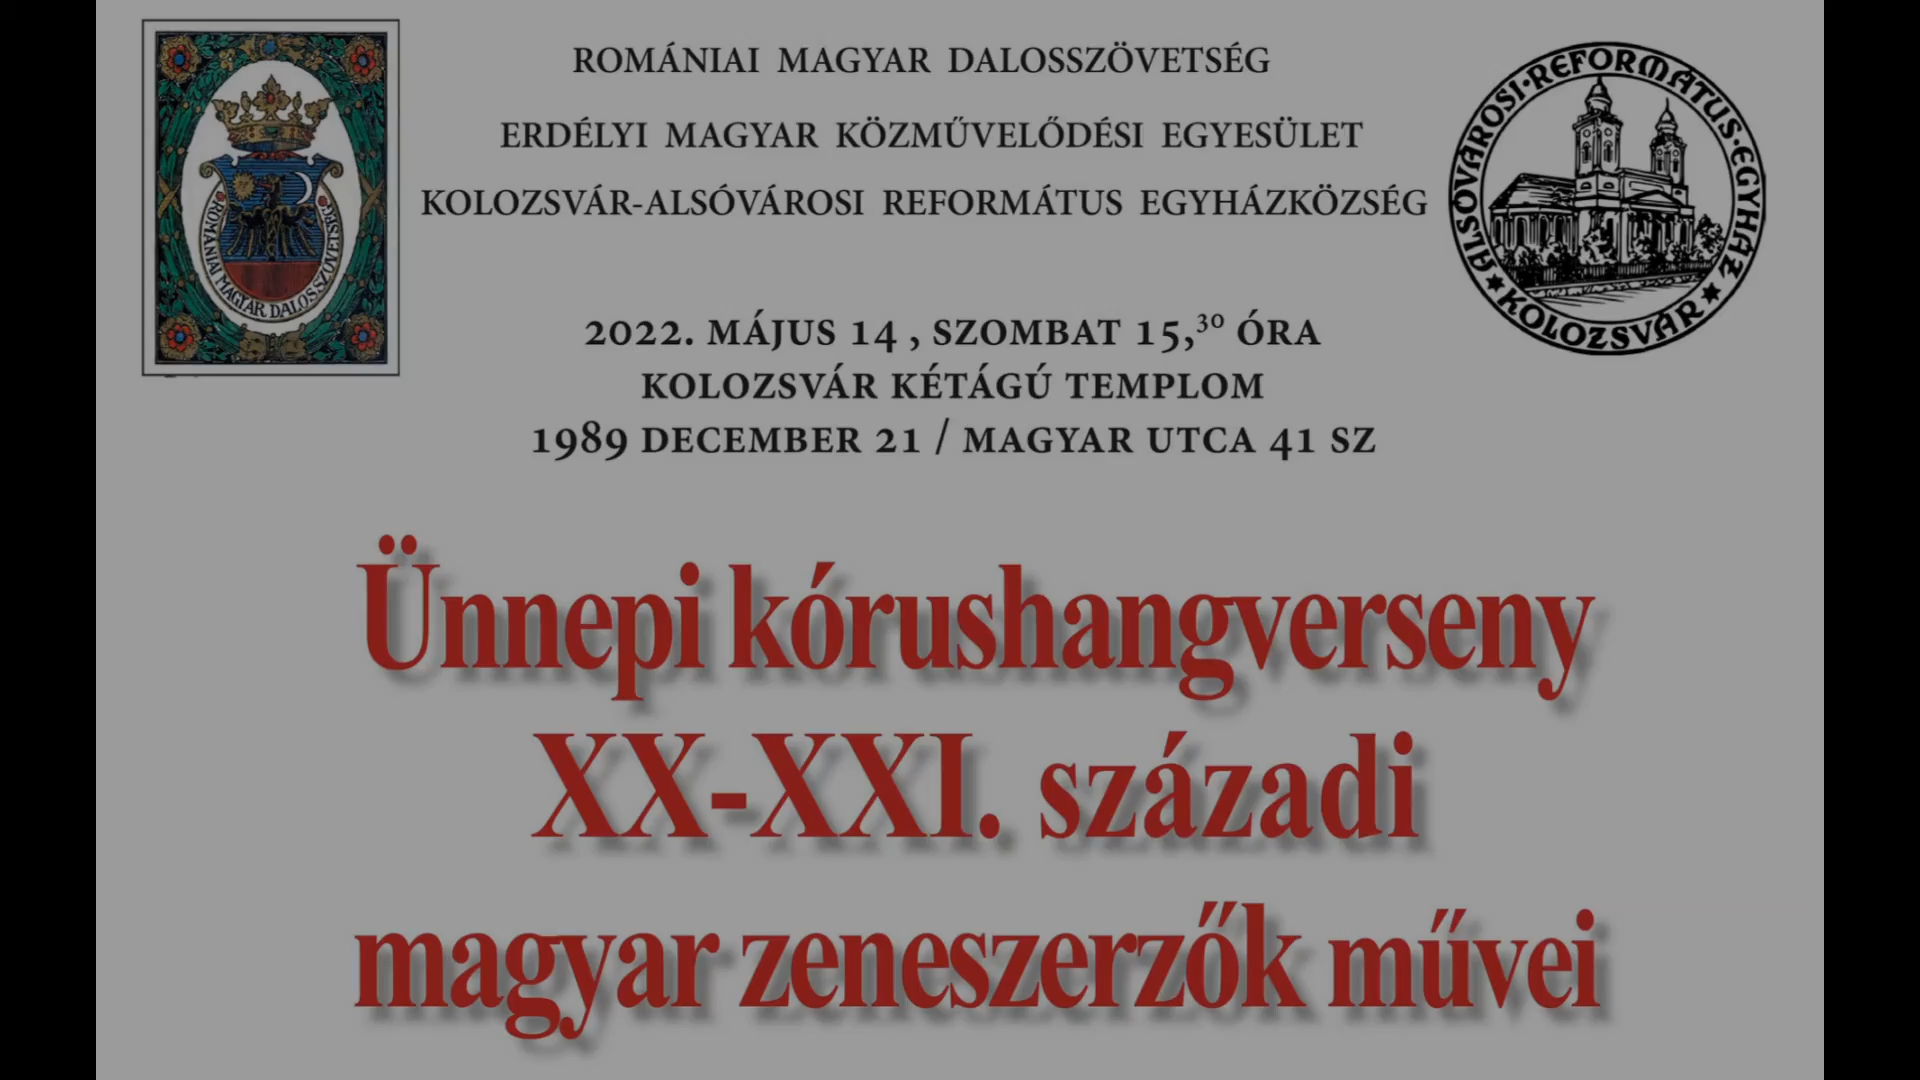 ROMÁNIAI MAGYAR DALOSSZÖVETSÉG
ERDÉLYI MAGYAR KÖZMŰVELŐDÉSI EGYESÜLET
KOLOZSVÁR-ALSÓVÁROSI REFORMÁTUS EGYHÁZKÖZSÉG
ROMÁNIAI MAGYAR DALOSSZÖVETSÉG
ALSÓVÁROSI·REFORMÁTUS·EGYHÁZ
KOLOZSVÁR
2022. MÁJUS 14 , SZOMBAT 15,30 ÓRA
KOLOZSVÁR KÉTÁGÚ TEMPLOM
1989 DECEMBER 21 / MAGYAR UTCA 41 SZ
Ünnepi kórushangverseny
XX-XXI. századi
magyar zeneszerzők művei